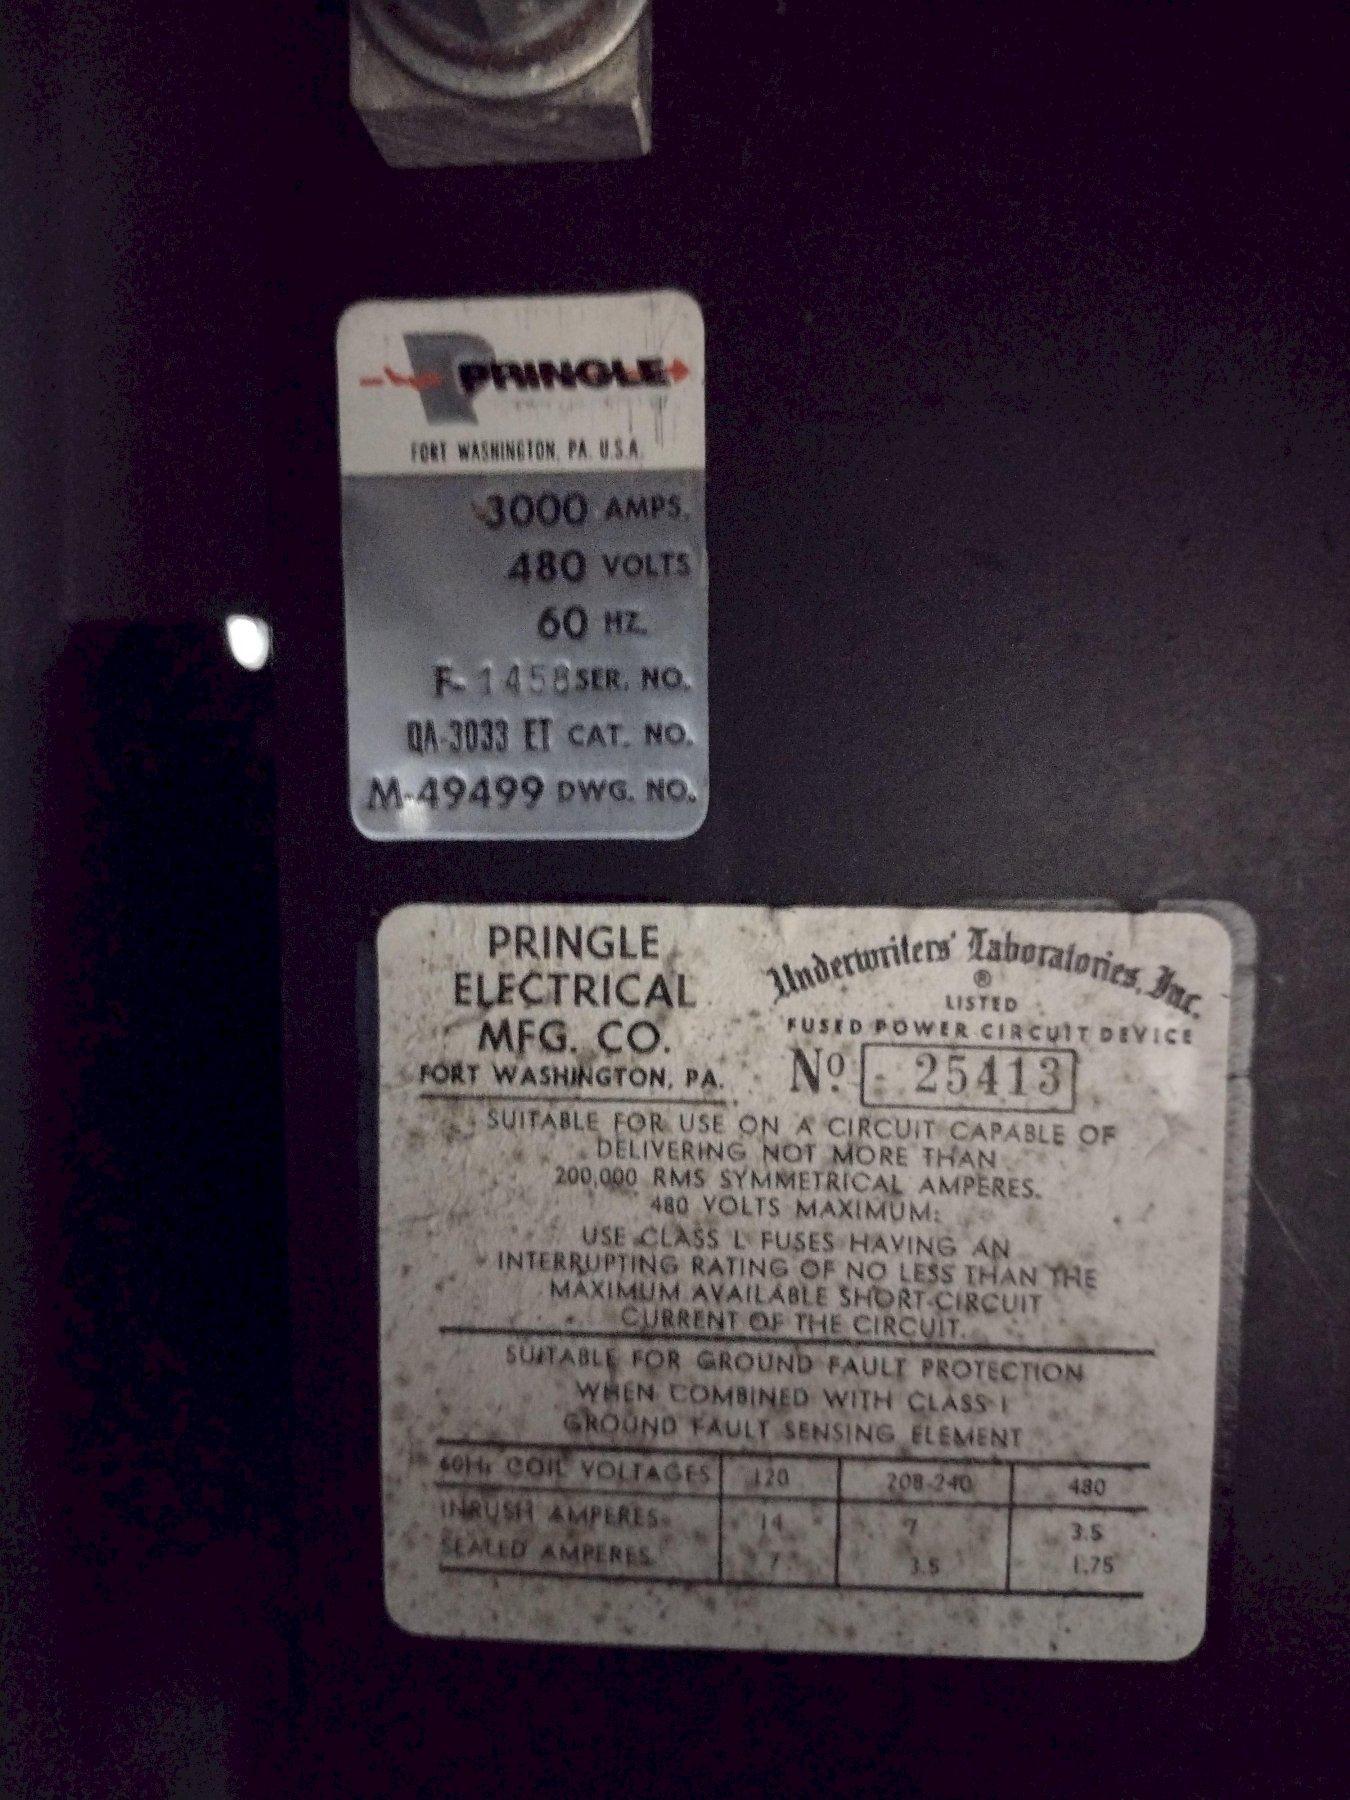 PRINGLE
FORT WASHINGTON, PA. U.S.A.
3000 AMPS.
480 VOLTS
60 HZ.
F-1458 SER. NO.
QA-3033 ET CAT. NO.
M-49499 DWG. NO.
PRINGLE
ELECTRICAL
MFG. CO.
FORT WASHINGTON, PA.
Underwriters' Laboratories, Inc.
®
LISTED
FUSED POWER CIRCUIT DEVICE
Nº 25413
SUITABLE FOR USE ON A CIRCUIT CAPABLE OF
DELIVERING NOT MORE THAN
200,000 RMS SYMMETRICAL AMPERES.
480 VOLTS MAXIMUM:
USE CLASS L FUSES HAVING AN
INTERRUPTING RATING OF NO LESS THAN THE
MAXIMUM AVAILABLE SHORT-CIRCUIT
CURRENT OF THE CIRCUIT.
SUITABLE FOR GROUND FAULT PROTECTION
WHEN COMBINED WITH CLASS I
GROUND FAULT SENSING ELEMENT
60Hz COIL VOLTAGES 120 208-240 480
INRUSH AMPERES 14 7 3.5
SEALED AMPERES 7 3.5 1.75